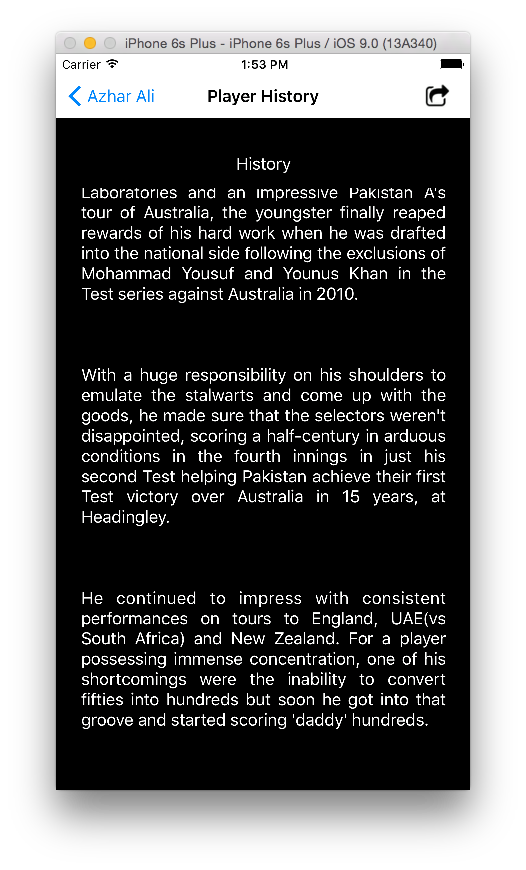 iPhone 6s Plus - iPhone 6s Plus / iOS 9.0 (13A340)
Carrier 1:53 PM
Azhar Ali Player History
History
Laboratories and an impressive Pakistan A's
tour of Australia, the youngster finally reaped
rewards of his hard work when he was drafted
into the national side following the exclusions of
Mohammad Yousuf and Younus Khan in the
Test series against Australia in 2010.
With a huge responsibility on his shoulders to
emulate the stalwarts and come up with the
goods, he made sure that the selectors weren't
disappointed, scoring a half-century in arduous
conditions in the fourth innings in just his
second Test helping Pakistan achieve their first
Test victory over Australia in 15 years, at
Headingley.
He continued to impress with consistent
performances on tours to England, UAE(vs
South Africa) and New Zealand. For a player
possessing immense concentration, one of his
shortcomings were the inability to convert
fifties into hundreds but soon he got into that
groove and started scoring 'daddy' hundreds.